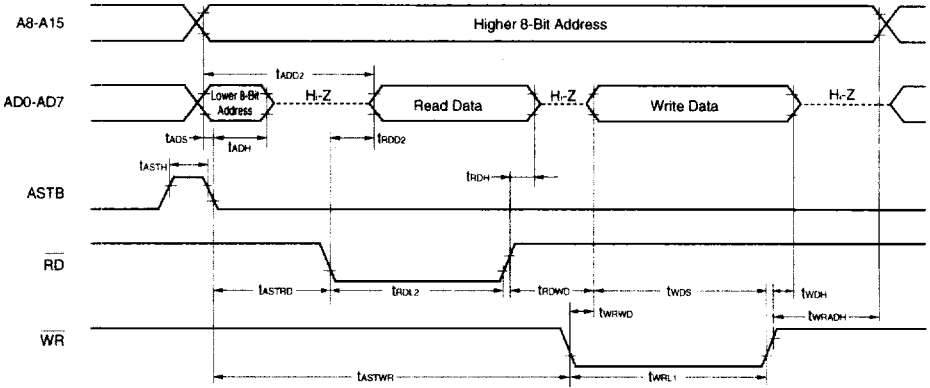 A8-A15
Higher 8-Bit Address
tADD2
AD0-AD7
Lower 8-Bit
Address
Hi-Z
Read Data
Hi-Z
Write Data
Hi-Z
tADS
tADH
tRDD2
tASTH
tRDH
ASTB
RD
tASTRD
tRDL2
tRDWD
tWDS
tWDH
tWRWD
tWRADH
WR
tASTWR
tWRL1